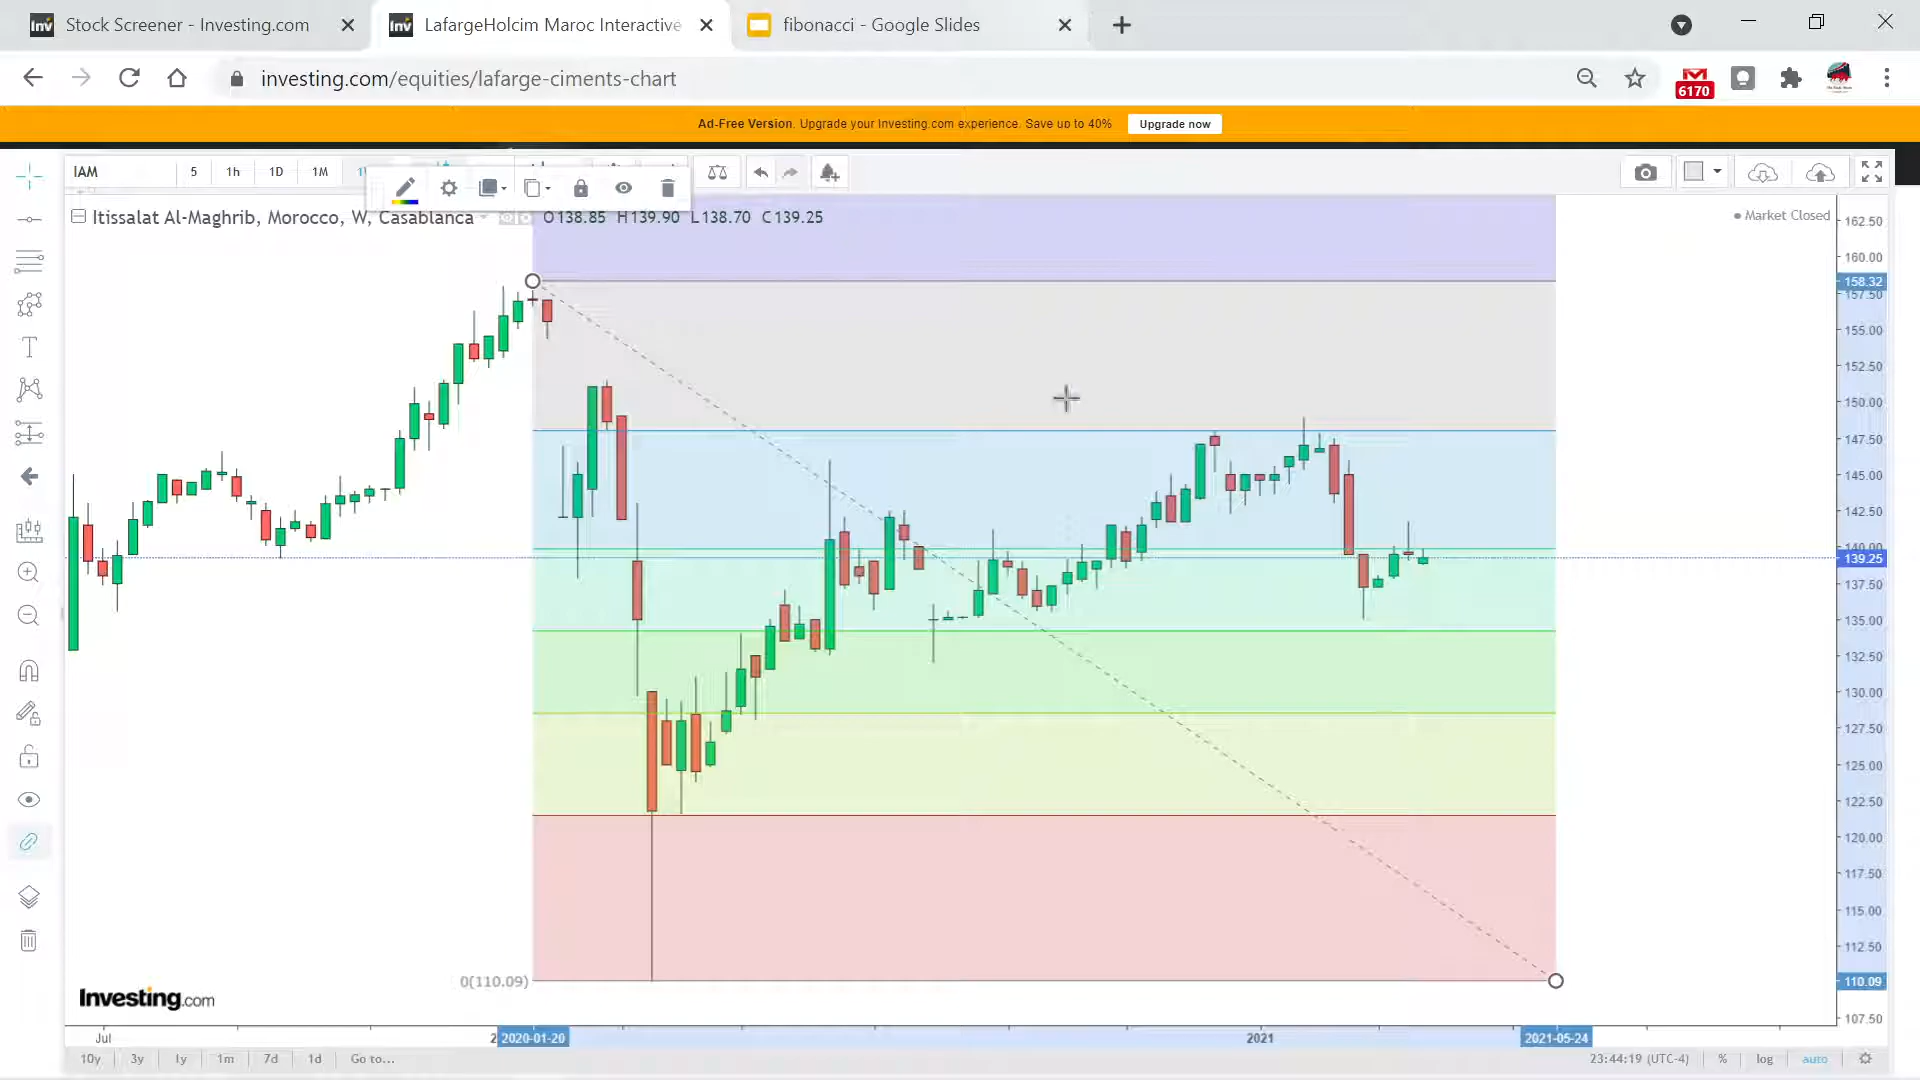 Stock Screener - Investing.com
LafargeHolcim Maroc Interactive
fibonacci - Google Slides
investing.com/equities/lafarge-ciments-chart
6170
Ad-Free Version. Upgrade your Investing.com experience. Save up to 40%
Upgrade now
IAM
5
1h
1D
1M
Itissalat Al-Maghrib, Morocco, W, Casablanca
O138.85 H139.90 L138.70 C139.25
Market Closed
162.50
160.00
158.32
157.50
155.00
152.50
150.00
147.50
145.00
142.50
140.00
139.25
137.50
135.00
132.50
130.00
127.50
125.00
122.50
120.00
117.50
115.00
112.50
110.09
107.50
0(110.09)
Investing.com
Jul
2020-01-20
2021
2021-05-24
10y
3y
1y
1m
7d
1d
Go to...
23:44:19 (UTC-4)
%
log
auto